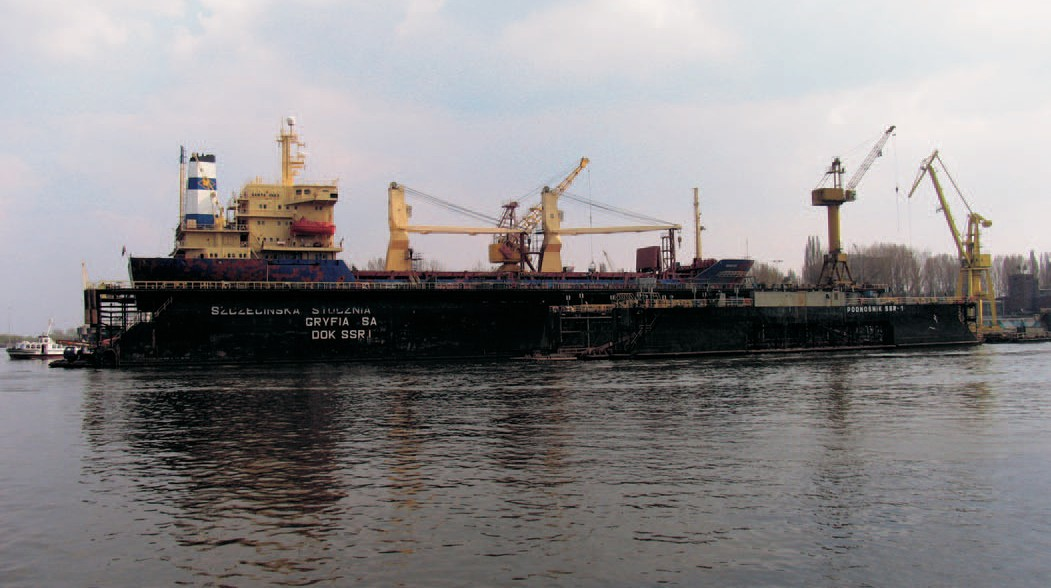 SZCZECIŃSKA STOCZNIA
GRYFIA SA
DOK SSR1
PODNOŚNIK SSR-1